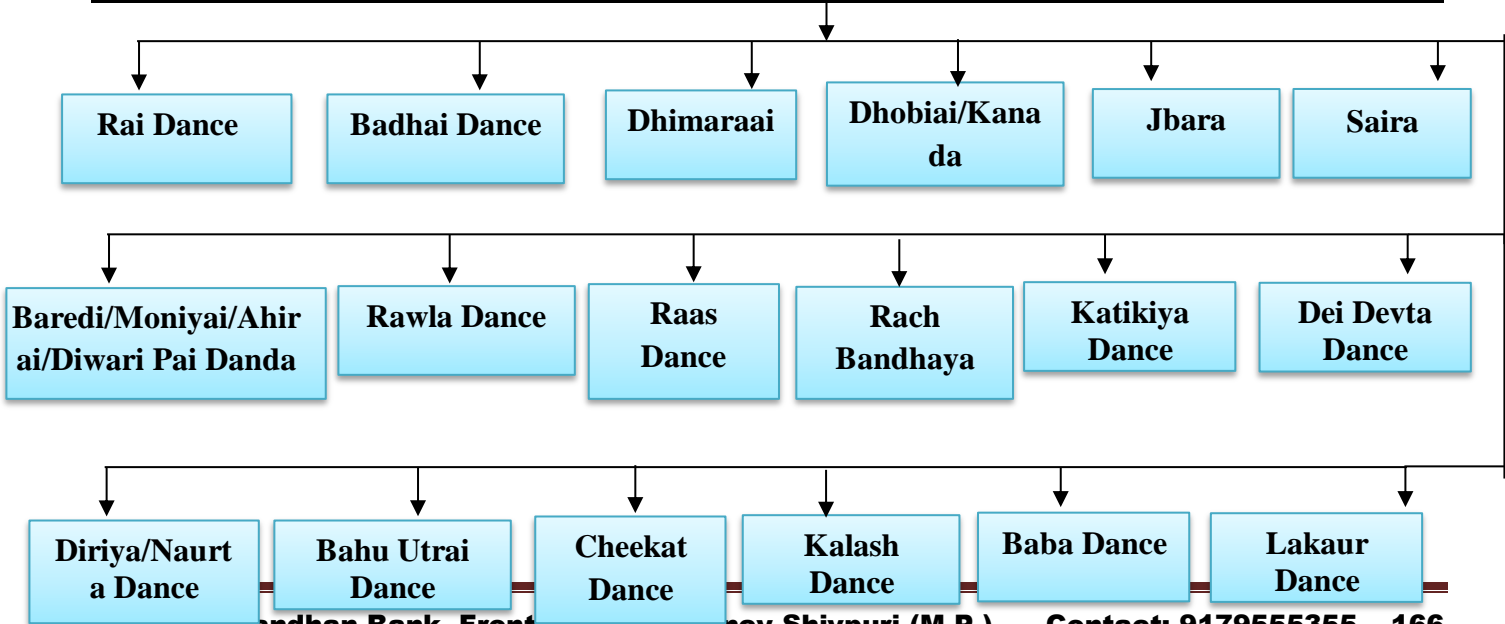 Rai Dance
Badhai Dance
Dhimaraai
Dhobiai/Kana
da
Jbara
Saira
Baredi/Moniyai/Ahir
ai/Diwari Pai Danda
Rawla Dance
Raas
Dance
Rach
Bandhaya
Katikiya
Dance
Dei Devta
Dance
Diriya/Naurt
a Dance
Bahu Utrai
Dance
Cheekat
Dance
Kalash
Dance
Baba Dance
Lakaur
Dance
Bank, Shivpuri (M.P.) Contact: 9179555355 166